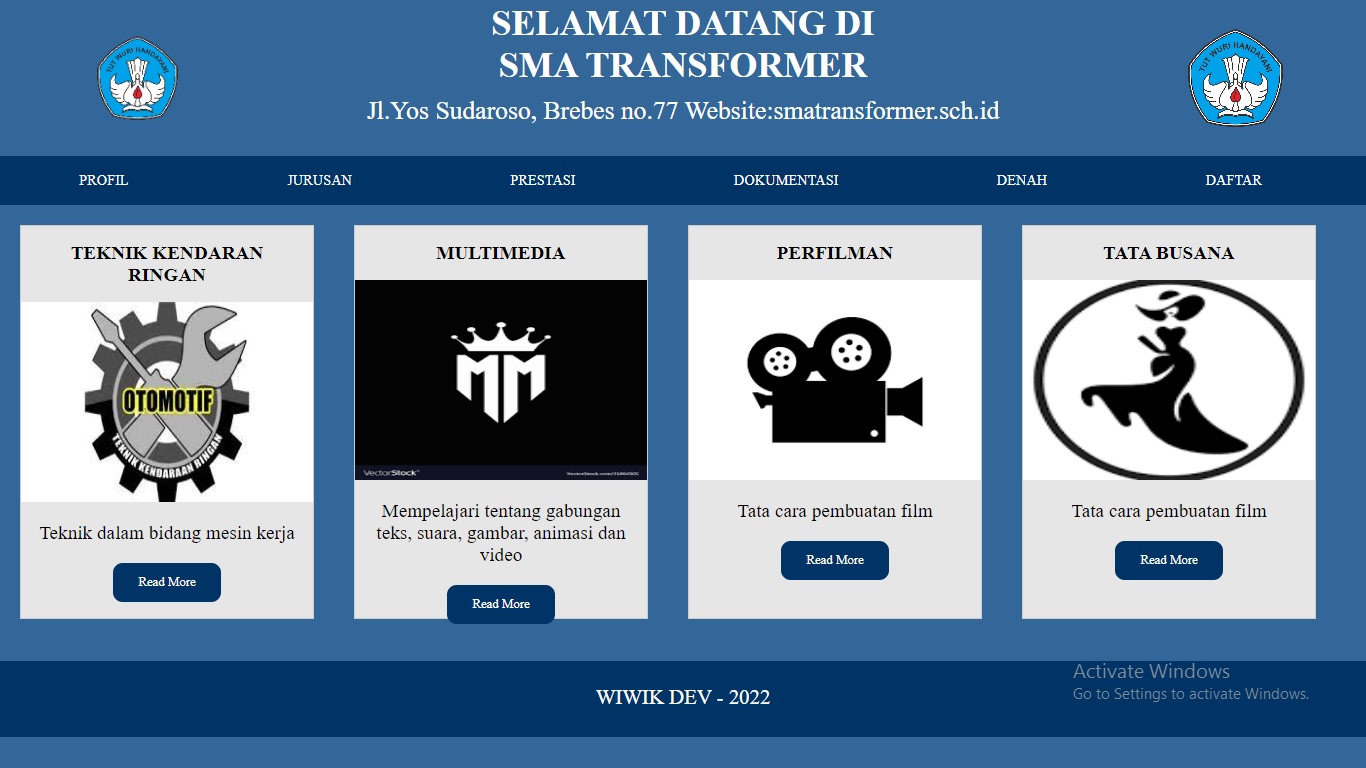 SELAMAT DATANG DI
SMA TRANSFORMER
Jl.Yos Sudaroso, Brebes no.77 Website:smatransformer.sch.id
TUT WURI HANDAYANI
TUT WURI HANDAYANI
PROFIL JURUSAN PRESTASI DOKUMENTASI DENAH DAFTAR
TEKNIK KENDARAN
RINGAN
OTOMOTIF
TEKNIK KENDARAAN RINGAN
Teknik dalam bidang mesin kerja
Read More
MULTIMEDIA
MM
VectorStock
Mempelajari tentang gabungan
teks, suara, gambar, animasi dan
video
Read More
PERFILMAN
Tata cara pembuatan film
Read More
TATA BUSANA
Tata cara pembuatan film
Read More
WIWIK DEV - 2022
Activate Windows
Go to Settings to activate Windows.